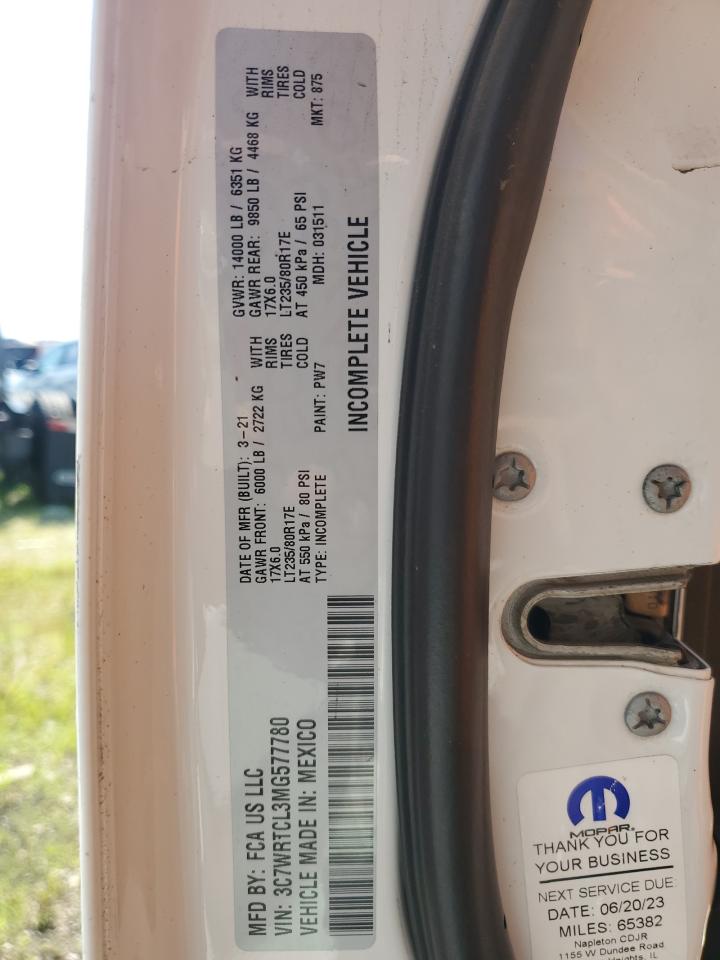 MFD BY: FCA US LLC
VIN: 3C7WRTCL3MG577780
VEHICLE MADE IN: MEXICO
DATE OF MFR (BUILT): 3-21
GAWR FRONT: 6000 LB / 2722 KG WITH
17X6.0 RIMS
LT235/80R17E TIRES
AT 550 kPa / 80 PSI COLD
TYPE: INCOMPLETE
PAINT: PW7
GVWR: 14000 LB / 6351 KG
GAWR REAR: 9850 LB / 4468 KG WITH
17X6.0 RIMS
LT235/80R17E TIRES
AT 450 kPa / 65 PSI COLD
MDH: 031511
MKT: 875
INCOMPLETE VEHICLE
MOPAR
THANK YOU FOR
YOUR BUSINESS
NEXT SERVICE DUE:
DATE: 06/20/23
MILES: 65382
Napleton CDJR
1155 W Dundee Road
Heights, IL